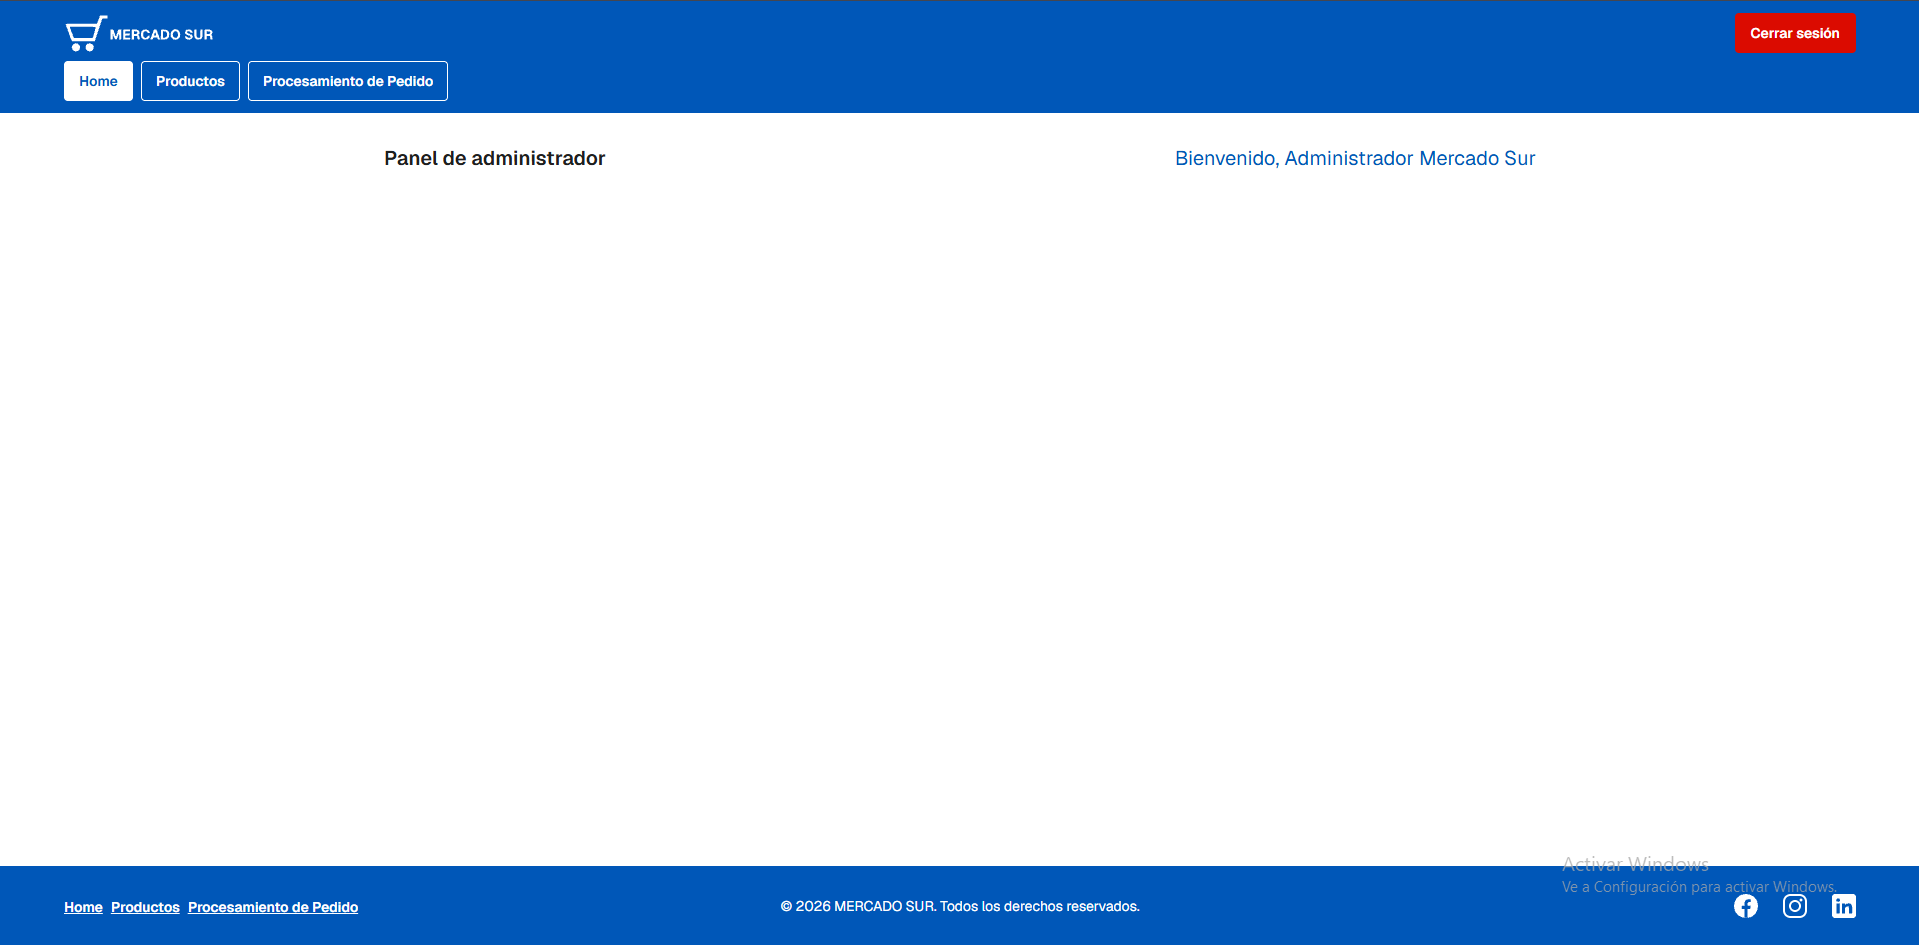 MERCADO SUR
Cerrar sesión
Home
Productos
Procesamiento de Pedido
Panel de administrador
Bienvenido, Administrador Mercado Sur
Activar Windows
Ve a Configuración para activar Windows.
Home
Productos
Procesamiento de Pedido
© 2026 MERCADO SUR. Todos los derechos reservados.
in